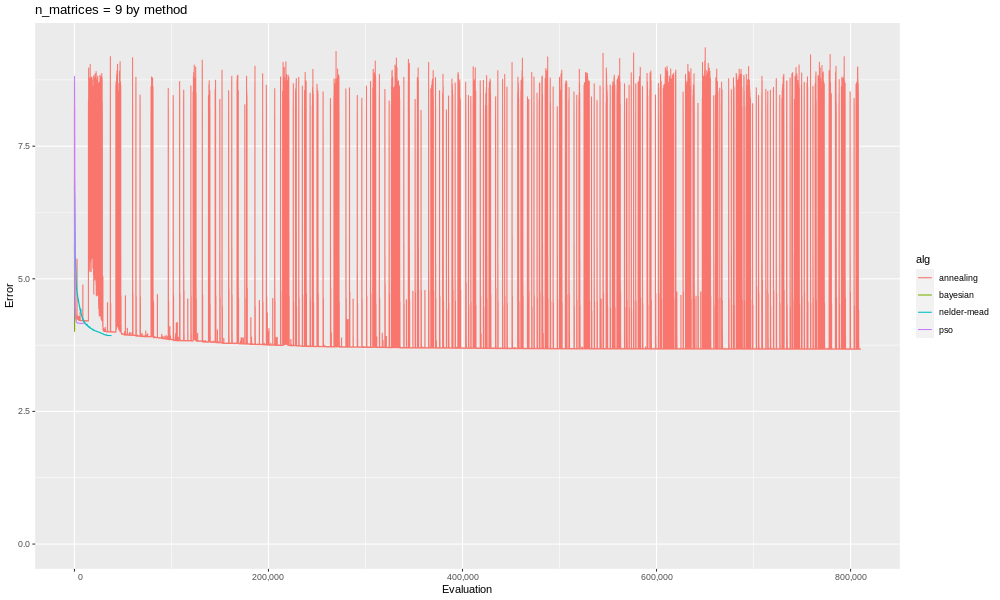 n_matrices = 9 by method
Error
7.5
5.0
2.5
0.0
0
200,000
400,000
600,000
800,000
Evaluation
alg
annealing
bayesian
nelder-mead
pso